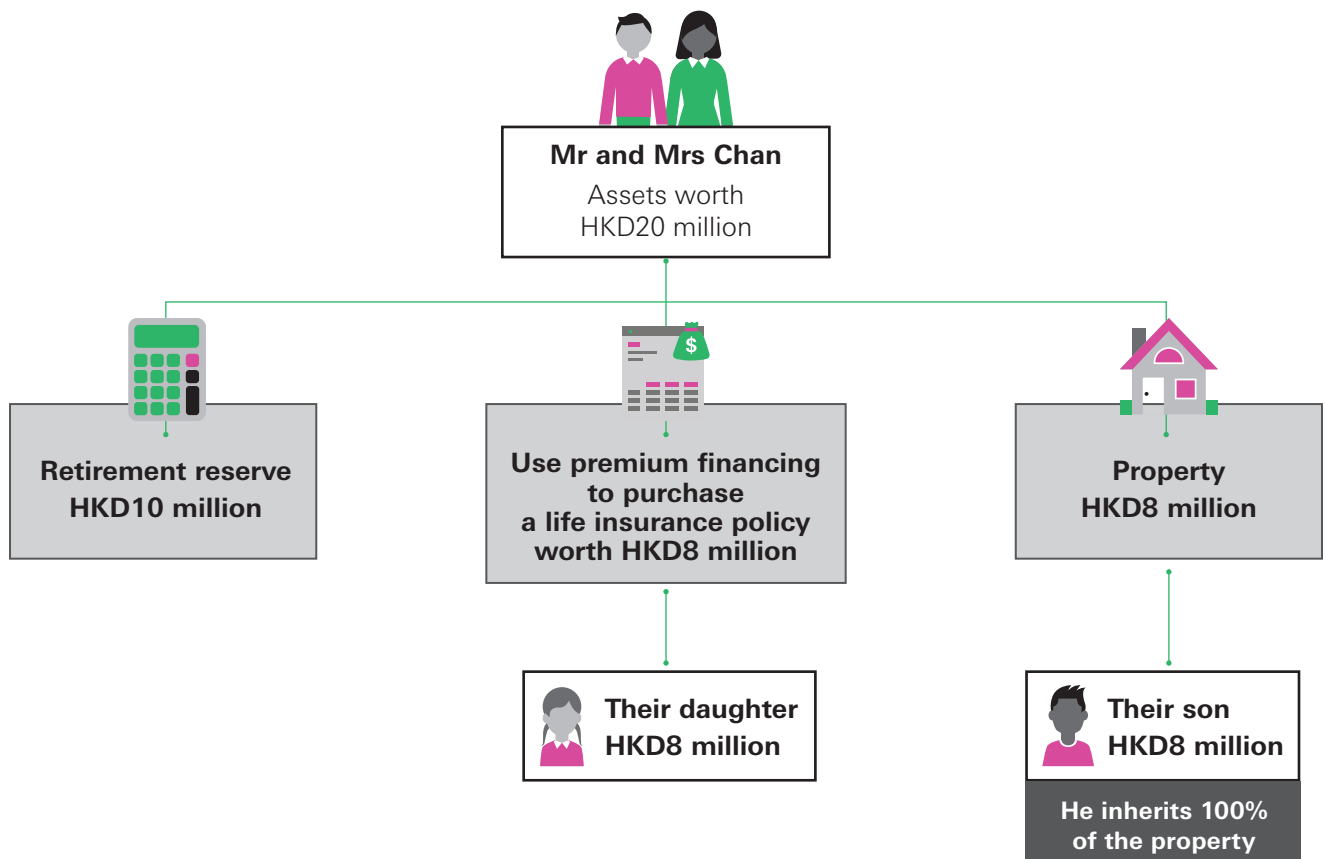 Mr and Mrs Chan
Assets worth
HKD20 million
$
Retirement reserve
HKD10 million
Use premium financing
to purchase
a life insurance policy
worth HKD8 million
Property
HKD8 million
Their daughter
HKD8 million
Their son
HKD8 million
He inherits 100%
of the property